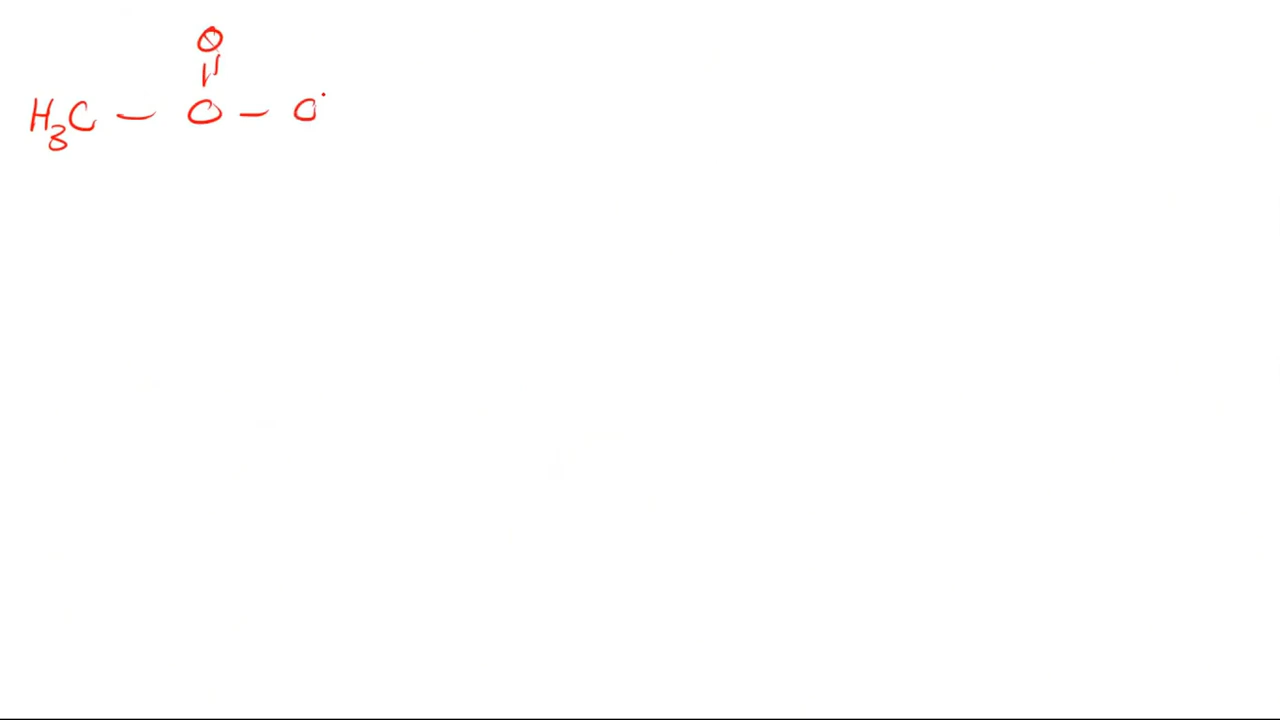 O
||
H3C — C — O